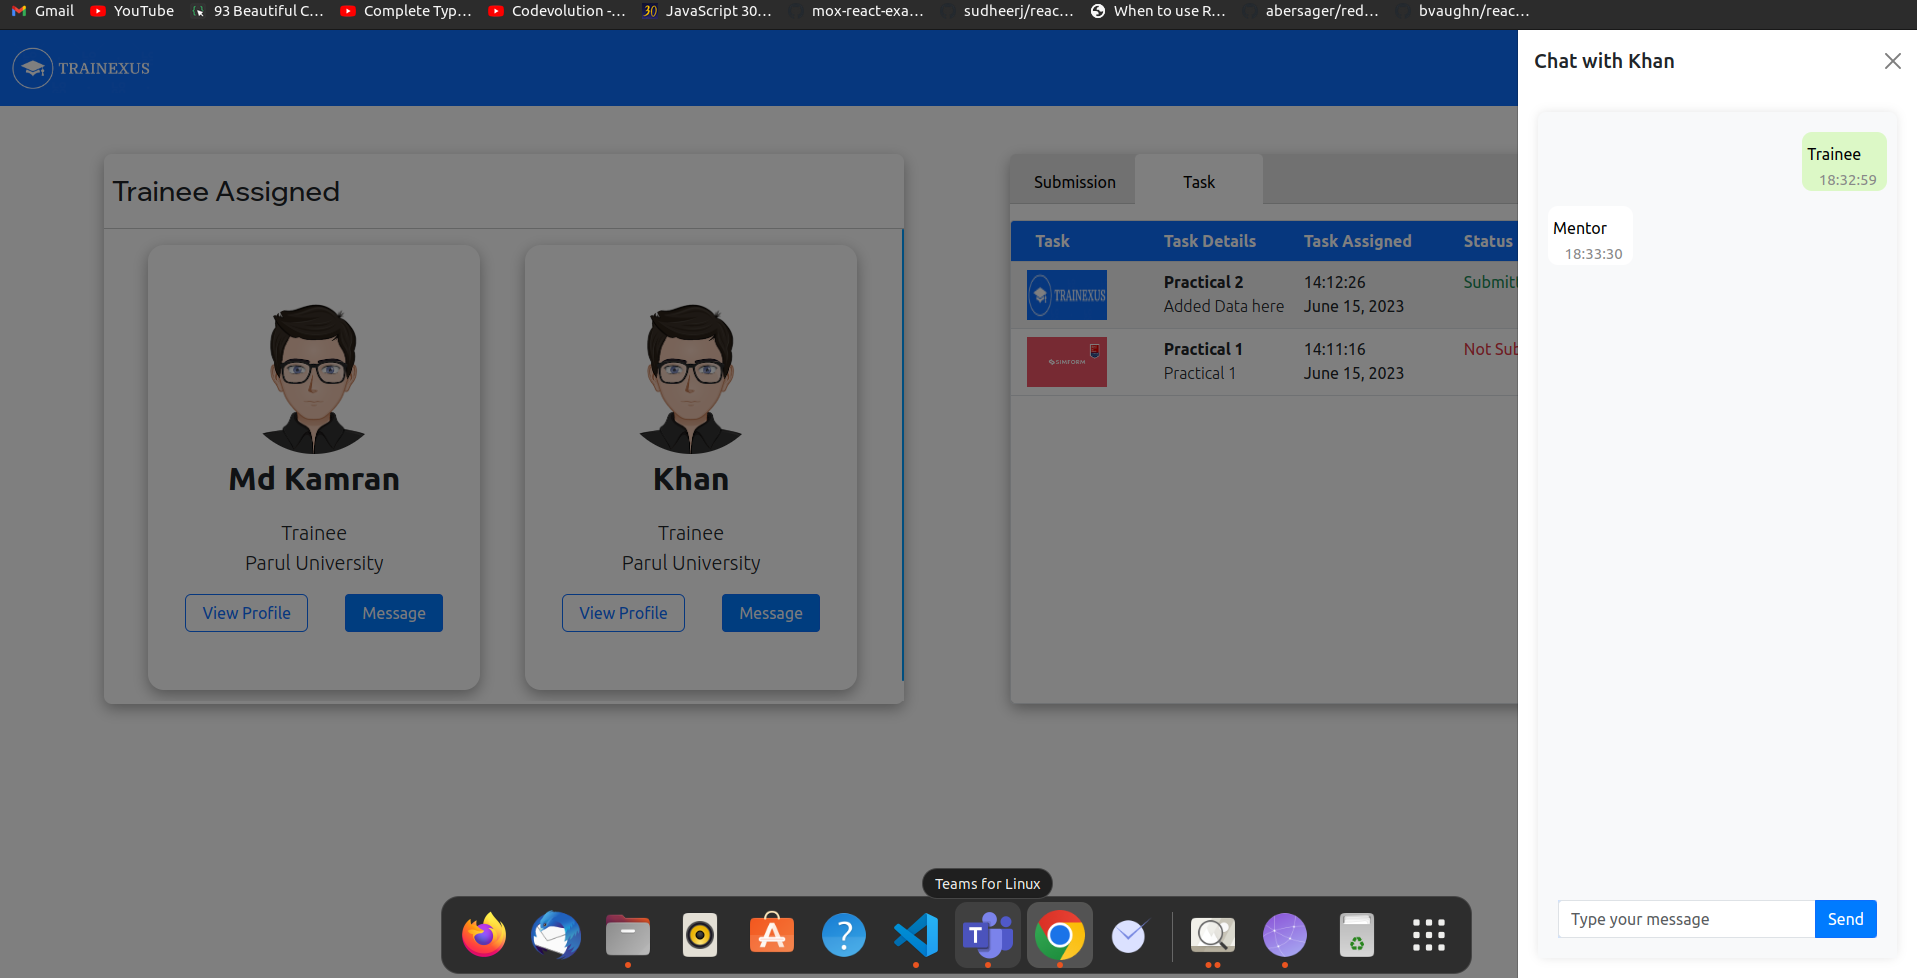 Gmail YouTube 93 Beautiful C... Complete Typ... Codevolution -... 30 JavaScript 30... mox-react-exa... sudheerj/reac... When to use R... abersager/red... bvaughn/reac...
TRAINEXUS
Chat with Khan
Trainee Assigned
Md Kamran
Trainee
Parul University
View Profile Message
Khan
Trainee
Parul University
View Profile Message
Submission Task
Task Task Details Task Assigned Status
TRAINEXUS Practical 2 14:12:26 Submitt
Added Data here June 15, 2023
SIMFORM Practical 1 14:11:16 Not Sub
Practical 1 June 15, 2023
Trainee
18:32:59
Mentor
18:33:30
Type your message Send
Teams for Linux
A ? T